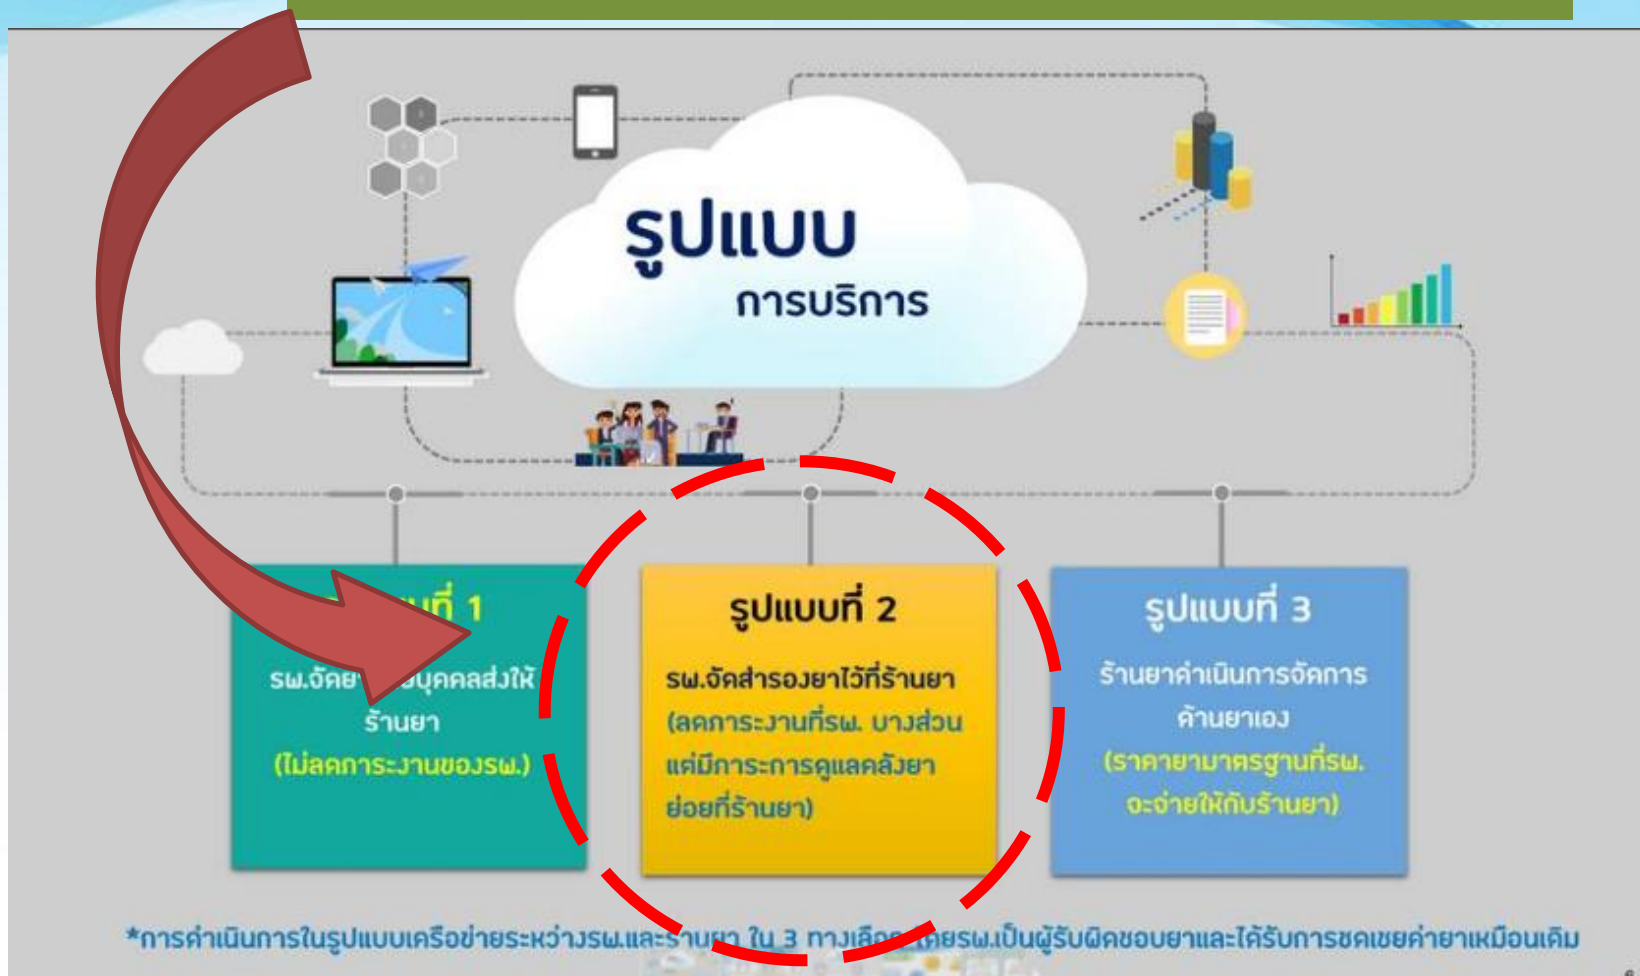 รูปแบบ
การบริการ
ที่ 1
รพ.จัดยา บุคคลส่งให้
ร้านยา
(ไม่ลดภาระงานของรพ.)
รูปแบบที่ 2
รพ.จัดสำรองยาไว้ที่ร้านยา
(ลดภาระงานที่รพ. บางส่วน
แต่มีภาระการดูแลคลังยา
ย่อยที่ร้านยา)
รูปแบบที่ 3
ร้านยาดำเนินการจัดการ
ด้านยาเอง
(ราคายามาตรฐานที่รพ.
จะจ่ายให้กับร้านยา)
*การดำเนินการในรูปแบบเครือข่ายระหว่างรพ.และร้านยา ใน 3 ทางเลือก โดยรพ.เป็นผู้รับผิดชอบยาและได้รับการชดเชยค่ายาเหมือนเดิม